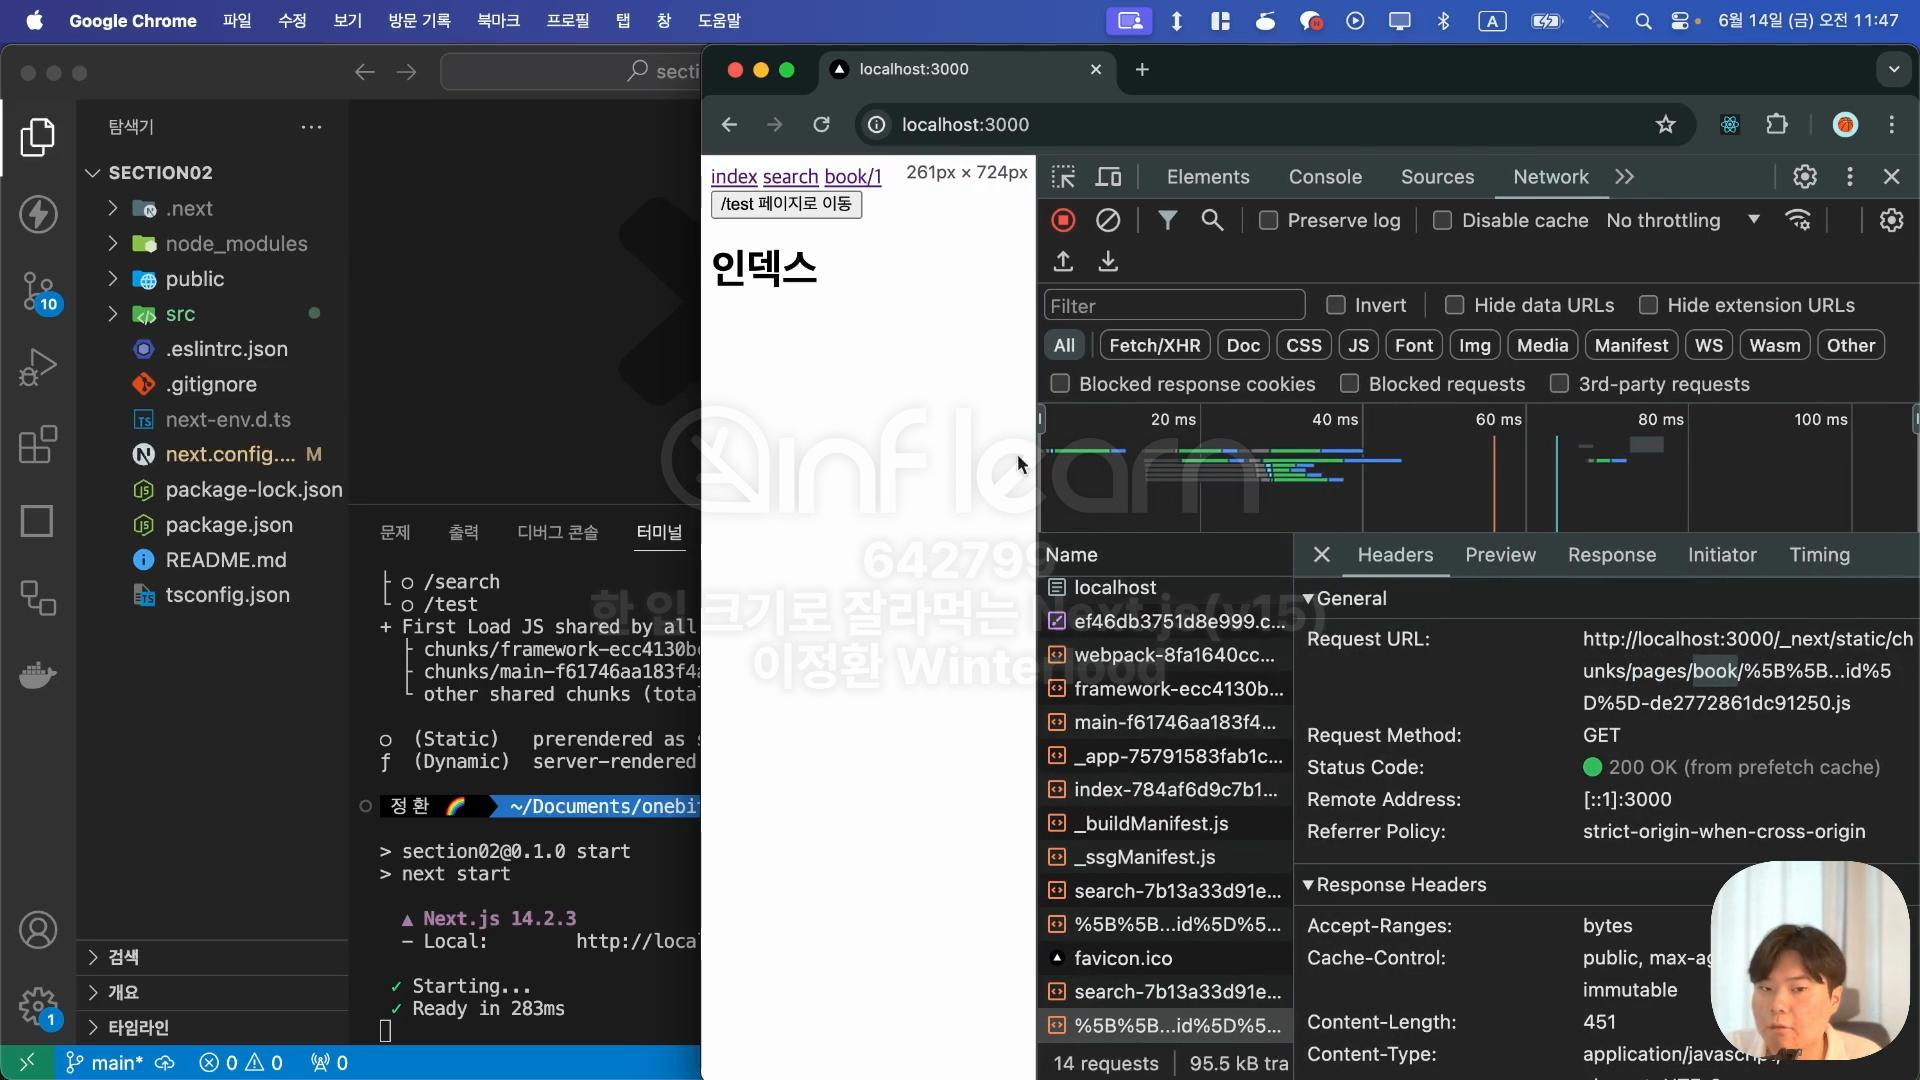 Google Chrome 파일 수정 보기 방문 기록 북마크 프로필 탭 창 도움말
A 6월 14일 (금) 오전 11:47
secti
탐색기
SECTION02
.next
node_modules
public
src
.eslintrc.json
.gitignore
next-env.d.ts
next.config.... M
package-lock.json
package.json
README.md
tsconfig.json
검색
개요
타임라인
10
1
문제 출력 디버그 콘솔 터미널
├ ○ /search
└ ○ /test
+ First Load JS shared by all
├ chunks/framework-ecc4130b
├ chunks/main-f61746aa183f4
└ other shared chunks (tota
○ (Static) prerendered as s
ƒ (Dynamic) server-rendered
정환 🌈 ~/Documents/onebit
> section02@0.1.0 start
> next start
▲ Next.js 14.2.3
- Local: http://loca
✓ Starting...
✓ Ready in 283ms
main* 0 0 0
localhost:3000
localhost:3000
index search book/1
261px × 724px
/test 페이지로 이동
인덱스
Elements Console Sources Network
Preserve log Disable cache No throttling
Filter Invert Hide data URLs Hide extension URLs
All Fetch/XHR Doc CSS JS Font Img Media Manifest WS Wasm Other
Blocked response cookies Blocked requests 3rd-party requests
20 ms 40 ms 60 ms 80 ms 100 ms
Name
localhost
ef46db3751d8e999.c...
webpack-8fa1640cc...
framework-ecc4130b...
main-f61746aa183f4...
_app-75791583fab1c...
index-784af6d9c7b1...
_buildManifest.js
_ssgManifest.js
search-7b13a33d91e...
%5B%5B...id%5D%5...
favicon.ico
search-7b13a33d91e...
%5B%5B...id%5D%5...
14 requests 95.5 kB tra
Headers Preview Response Initiator Timing
General
Request URL: http://localhost:3000/_next/static/ch
unks/pages/book/%5B%5B...id%5
D%5D-de2772861dc91250.js
Request Method: GET
Status Code: 200 OK (from prefetch cache)
Remote Address: [::1]:3000
Referrer Policy: strict-origin-when-cross-origin
Response Headers
Accept-Ranges: bytes
Cache-Control: public, max-a
immutable
Content-Length: 451
Content-Type: application/javascrip
inflearn
642799
한 입 크기로 잘라먹는 Next.js(v15)
이정환 Winterlood